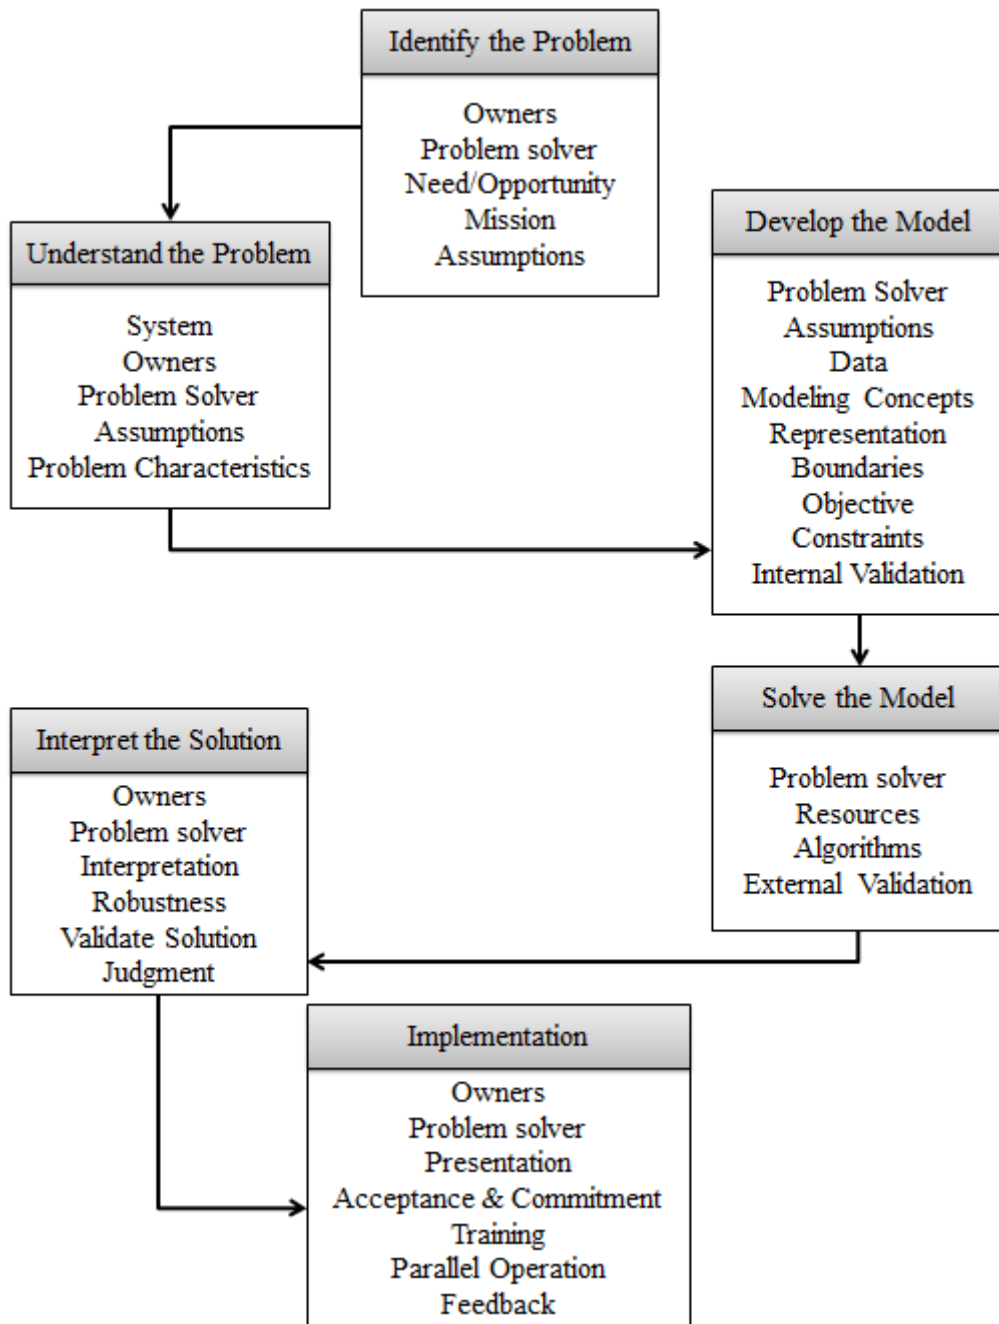 Identify the Problem
Owners
Problem solver
Need/Opportunity
Mission
Assumptions
Understand the Problem
System
Owners
Problem Solver
Assumptions
Problem Characteristics
Develop the Model
Problem Solver
Assumptions
Data
Modeling Concepts
Representation
Boundaries
Objective
Constraints
Internal Validation
Solve the Model
Problem solver
Resources
Algorithms
External Validation
Interpret the Solution
Owners
Problem solver
Interpretation
Robustness
Validate Solution
Judgment
Implementation
Owners
Problem solver
Presentation
Acceptance & Commitment
Training
Parallel Operation
Feedback